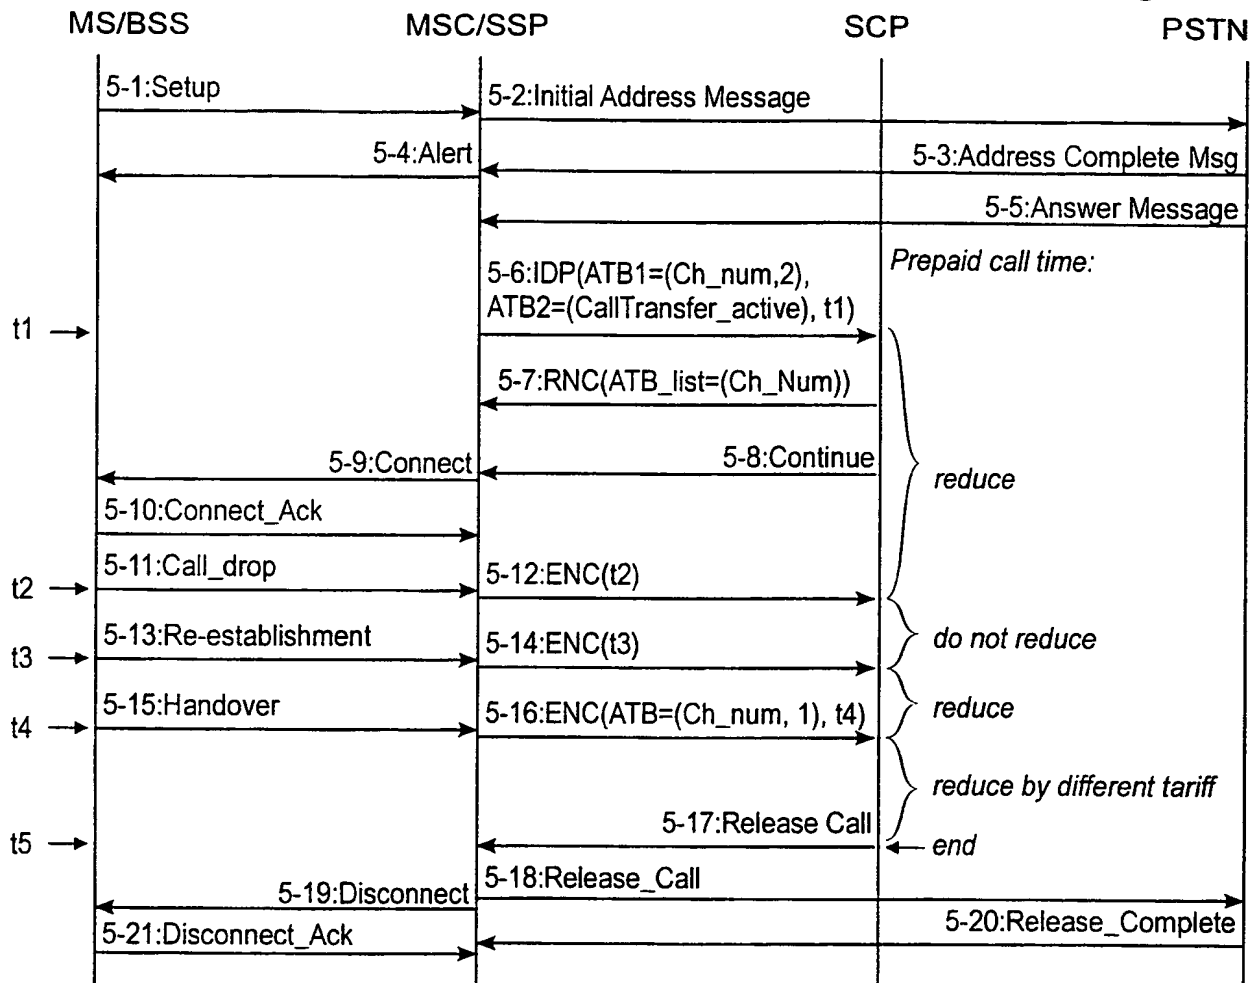 MS/BSS MSC/SSP SCP PSTN
5-1:Setup
5-2:Initial Address Message
5-4:Alert
5-3:Address Complete Msg
5-5:Answer Message
Prepaid call time:
5-6:IDP(ATB1=(Ch_num,2),
ATB2=(CallTransfer_active), t1)
t1
5-7:RNC(ATB_list=(Ch_Num))
5-9:Connect
5-8:Continue
reduce
5-10:Connect_Ack
5-11:Call_drop
5-12:ENC(t2)
t2
5-13:Re-establishment
5-14:ENC(t3)
do not reduce
t3
5-15:Handover
5-16:ENC(ATB=(Ch_num, 1), t4)
reduce
t4
reduce by different tariff
5-17:Release Call
t5
end
5-19:Disconnect
5-18:Release_Call
5-20:Release_Complete
5-21:Disconnect_Ack